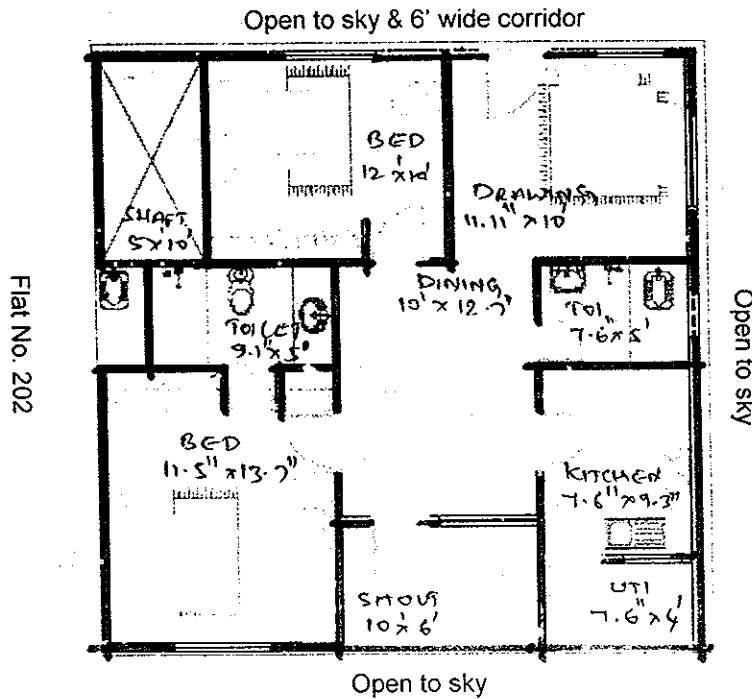 Open to sky & 6' wide corridor
BED
12' x 10'
SHAFT
5' x 10'
DRAWING
11.11" x 10'
DINING
10' x 12.7"
TOILET
9.1" x 5'
TOI
7.6" x 5'
Flat No. 202
Open to sky
BED
11.5" x 13.7"
KITCHEN
7.6" x 9.3"
UTI
7.6" x 4'
10' x 6'
Open to sky